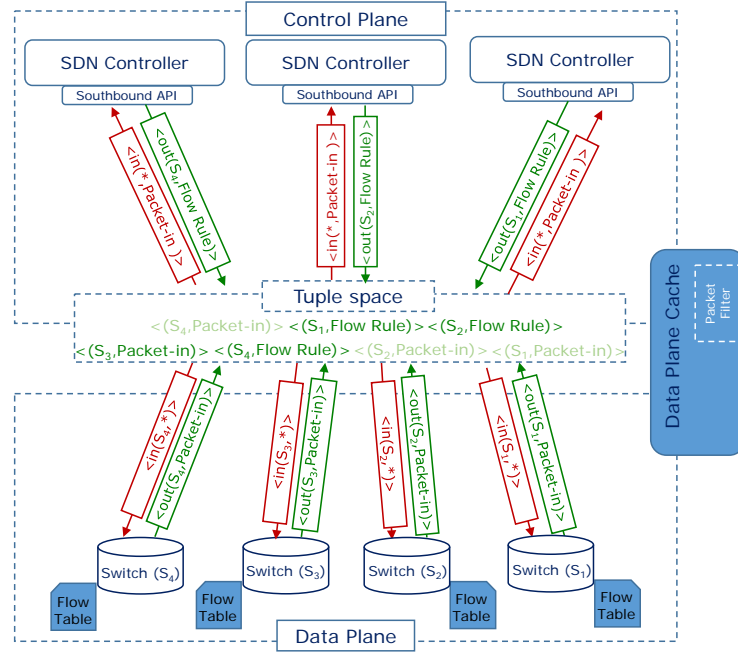 Control Plane
SDN Controller
Southbound API
SDN Controller
Southbound API
SDN Controller
Southbound API
<in(*,Packet-in )>
<out(S4,Flow Rule)>
<in(*,Packet-in )>
<out(S2,Flow Rule) >
<out(S1,Flow Rule)>
<in(*,Packet-in )>
Tuple space
<(S4,Packet-in)> <(S1,Flow Rule)> <(S2,Flow Rule)>
<(S3,Packet-in)> <(S4,Flow Rule)> <(S2,Packet-in)> <(S1,Packet-in)>
Data Plane Cache
Packet
Filter
<in(S4,*)>
<out(S4,Packet-in)>
<in(S3,*)>
<out(S3,Packet-in)>
<in(S2,*)>
<out(S2,Packet-in)>
<in(S1,*)>
<out(S1,Packet-in)>
Switch (S4)
Switch (S3)
Switch (S2)
Switch (S1)
Flow
Table
Flow
Table
Flow
Table
Flow
Table
Data Plane